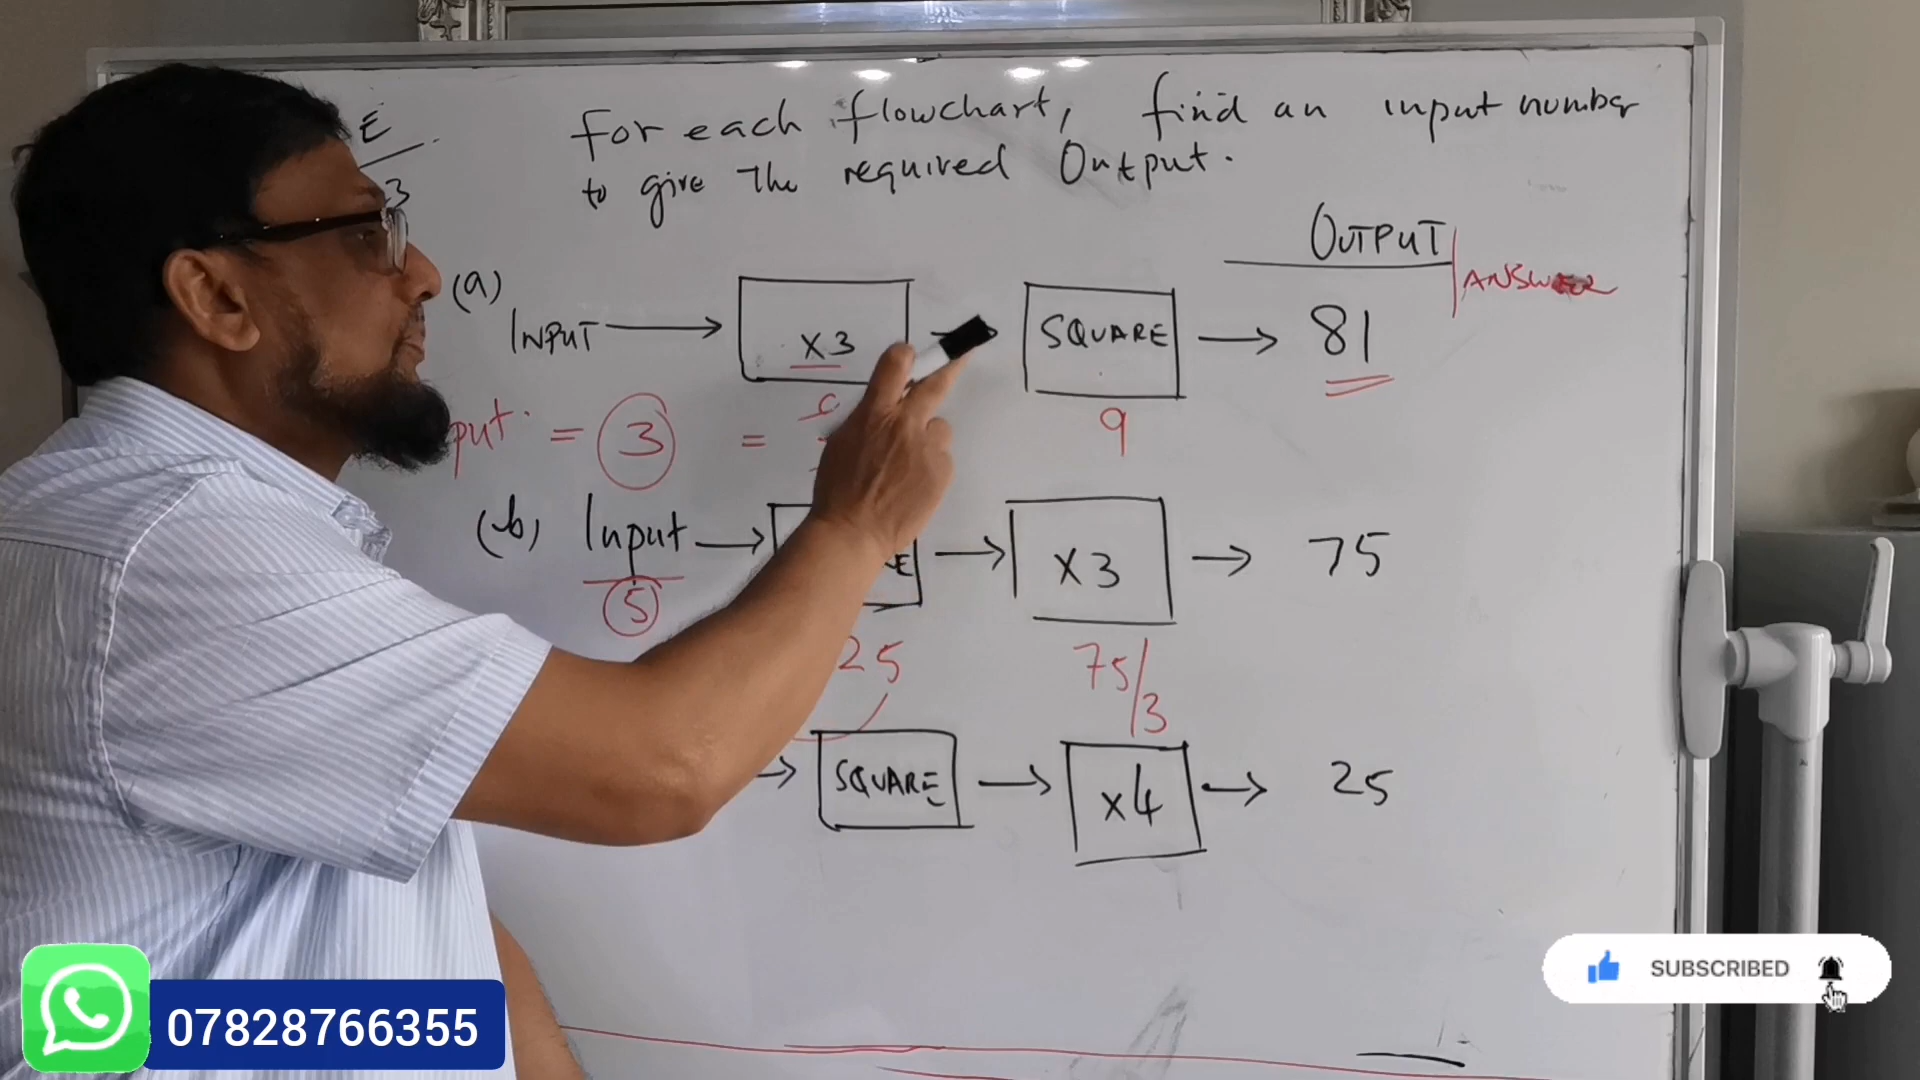 E
3
For each flowchart, find an input number
to give the required Output.
OUTPUT
ANSWER
(a)
INPUT
x3
SQUARE
81
put = 3 =
9
(b) Input
x3
75
5
25
75/3
SQUARE
x4
25
07828766355
SUBSCRIBED